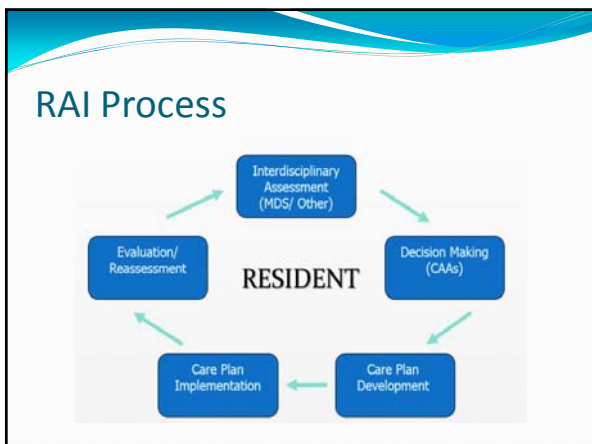 RAI Process
Interdisciplinary
Assessment
(MDS/ Other)
Decision Making
(CAAs)
Care Plan
Development
Care Plan
Implementation
Evaluation/
Reassessment
RESIDENT